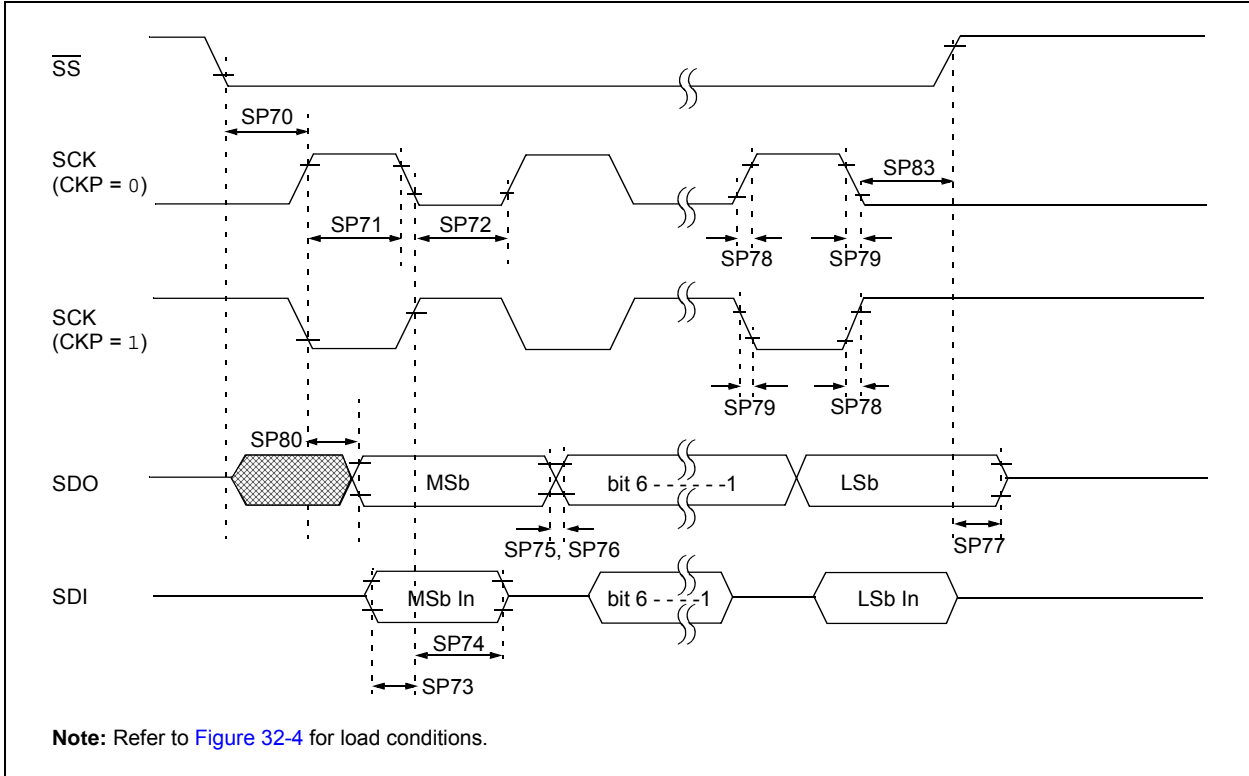 SS
SP70
SCK
(CKP = 0)
SP83
SP71
SP72
SP78
SP79
SCK
(CKP = 1)
SP79
SP78
SP80
SDO
MSb
bit 6 - - - - - -1
LSb
SP75, SP76
SP77
SDI
MSb In
bit 6 - - - -1
LSb In
SP74
SP73
Note: Refer to Figure 32-4 for load conditions.